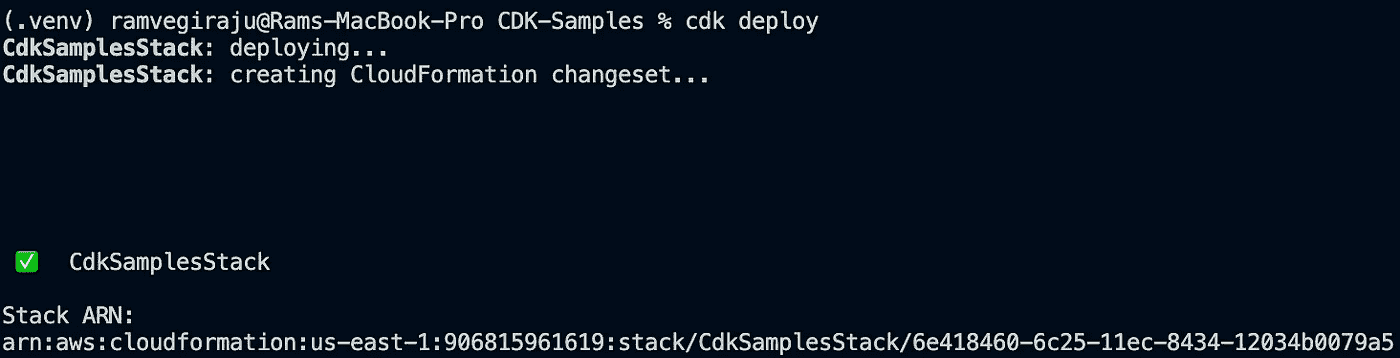 (.venv) ramvegiraju@Rams-MacBook-Pro CDK-Samples % cdk deploy
CdkSamplesStack: deploying...
CdkSamplesStack: creating CloudFormation changeset...
✅ CdkSamplesStack
Stack ARN:
arn:aws:cloudformation:us-east-1:906815961619:stack/CdkSamplesStack/6e418460-6c25-11ec-8434-12034b0079a5